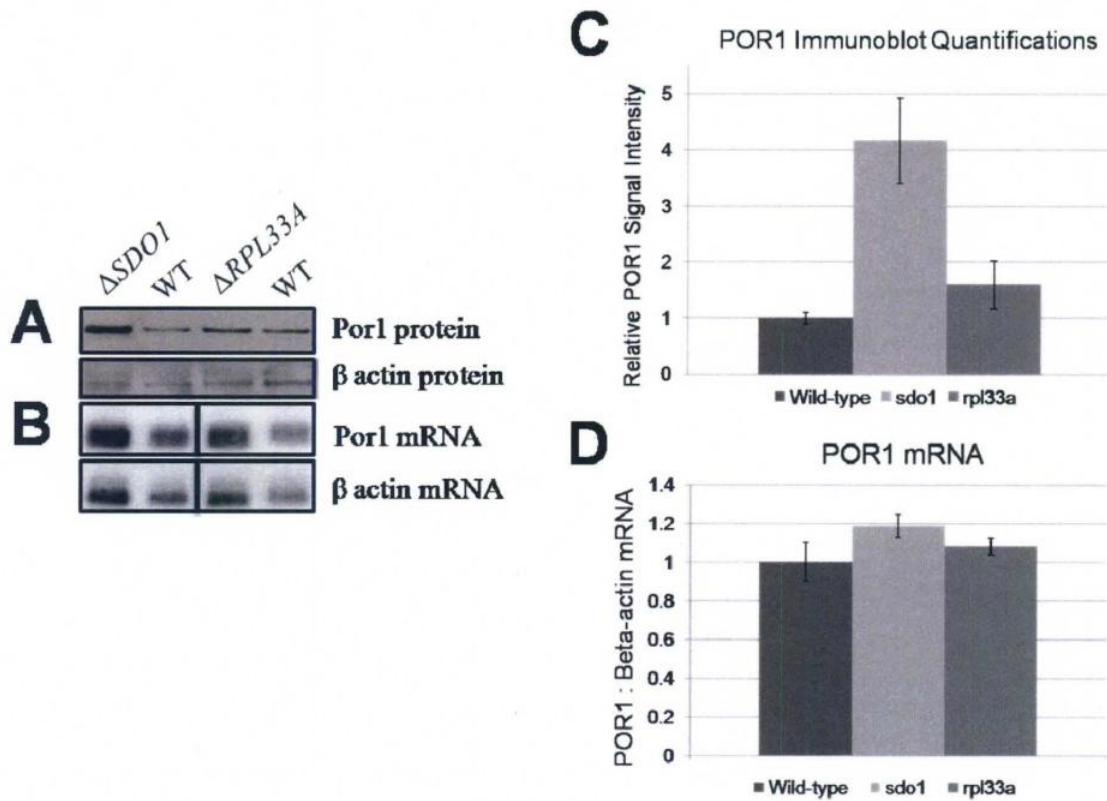 ΔSDO1 WT ΔRPL33A WT
A
Por1 protein
β actin protein
B
Por1 mRNA
β actin mRNA
C
POR1 Immunoblot Quantifications
Relative POR1 Signal Intensity
5
4
3
2
1
0
Wild-type sdo1 rpl33a
D
POR1 mRNA
POR1 : Beta-actin mRNA
1.4
1.2
1
0.8
0.6
0.4
0.2
0
Wild-type sdo1 rpl33a